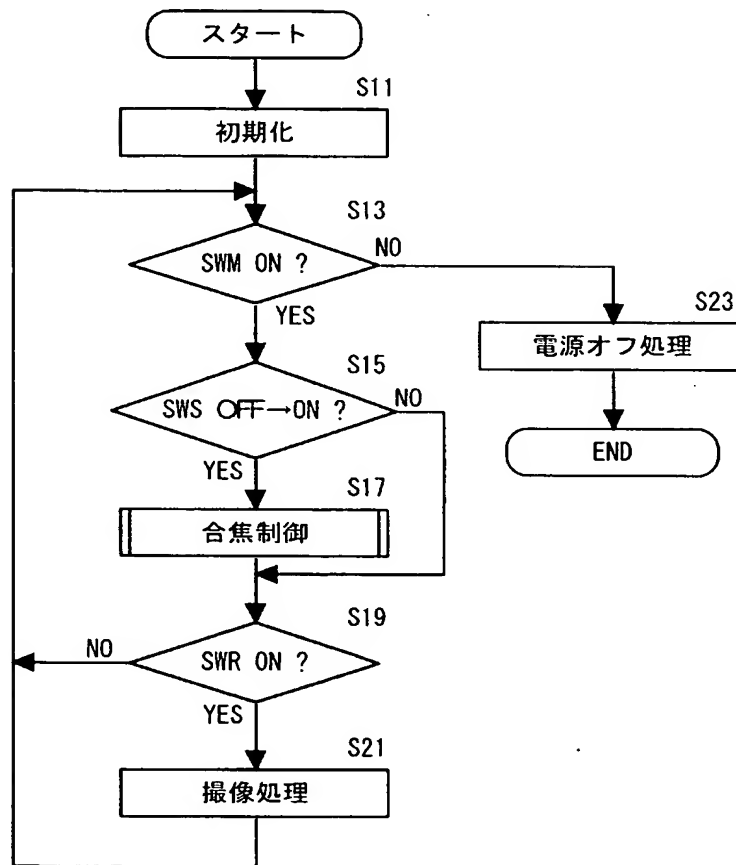 スタート
S11
初期化
S13
SWM ON ?
NO
YES
S23
電源オフ処理
S15
SWS OFF→ON ?
NO
YES
END
S17
合焦制御
S19
SWR ON ?
NO
YES
S21
撮像処理